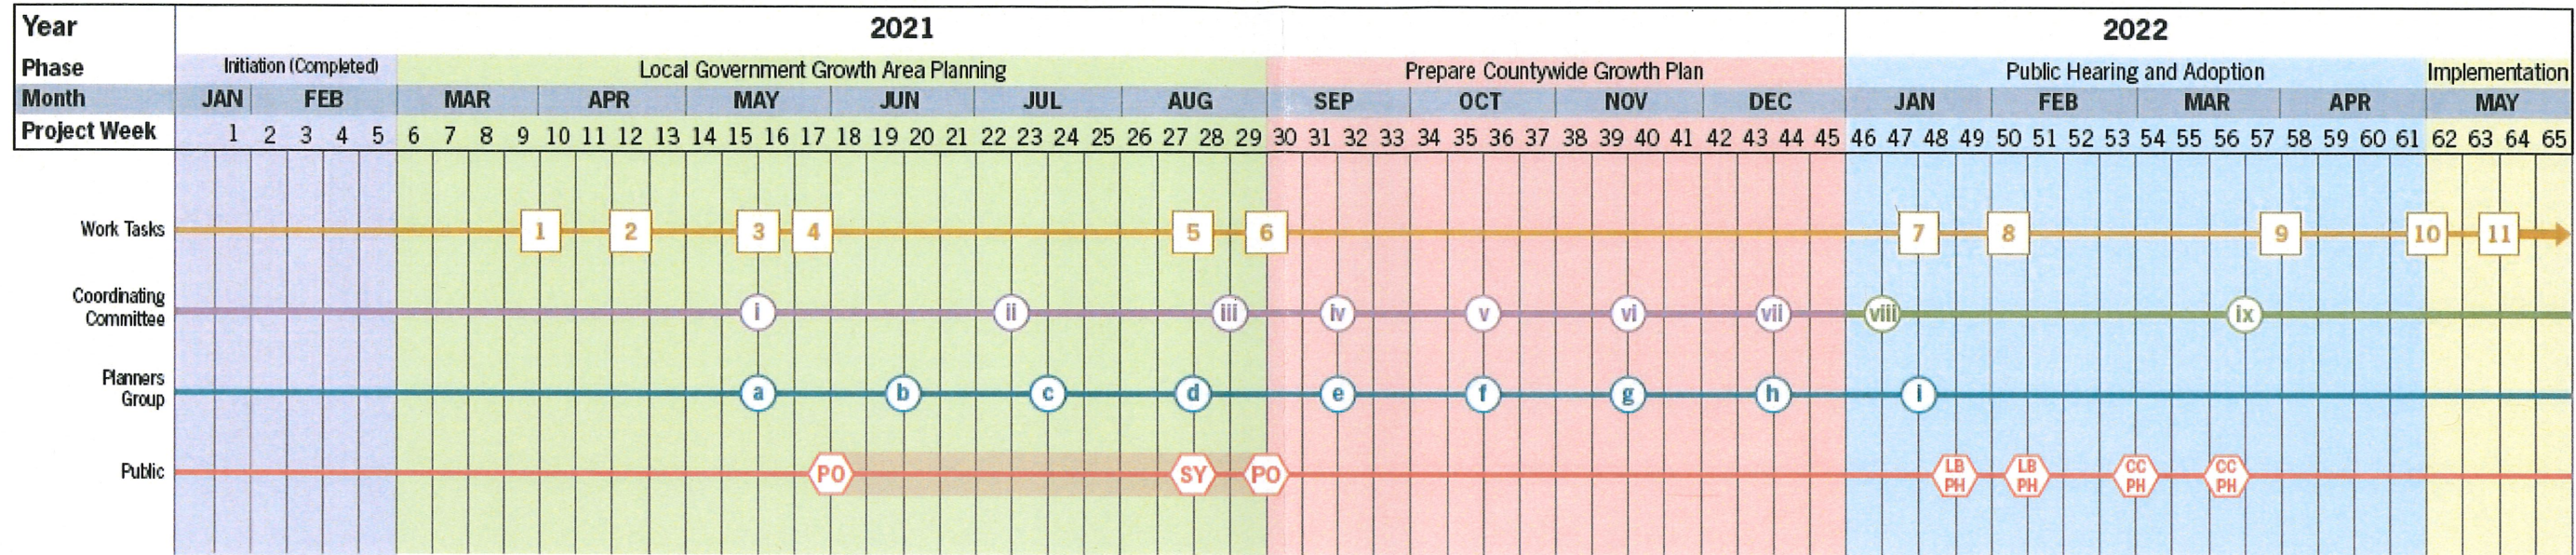 Year 2021 2022
Phase Initiation (Completed) Local Government Growth Area Planning Prepare Countywide Growth Plan Public Hearing and Adoption Implementation
Month JAN FEB MAR APR MAY JUN JUL AUG SEP OCT NOV DEC JAN FEB MAR APR MAY
Project Week 1 2 3 4 5 6 7 8 9 10 11 12 13 14 15 16 17 18 19 20 21 22 23 24 25 26 27 28 29 30 31 32 33 34 35 36 37 38 39 40 41 42 43 44 45 46 47 48 49 50 51 52 53 54 55 56 57 58 59 60 61 62 63 64 65
Work Tasks 1 2 3 4 5 6 7 8 9 10 11
Coordinating
Committee i ii iii iv v vi vii viii ix
Planners
Group a b c d e f g h i
Public PO SY PO LB
PH LB
PH CC
PH CC
PH